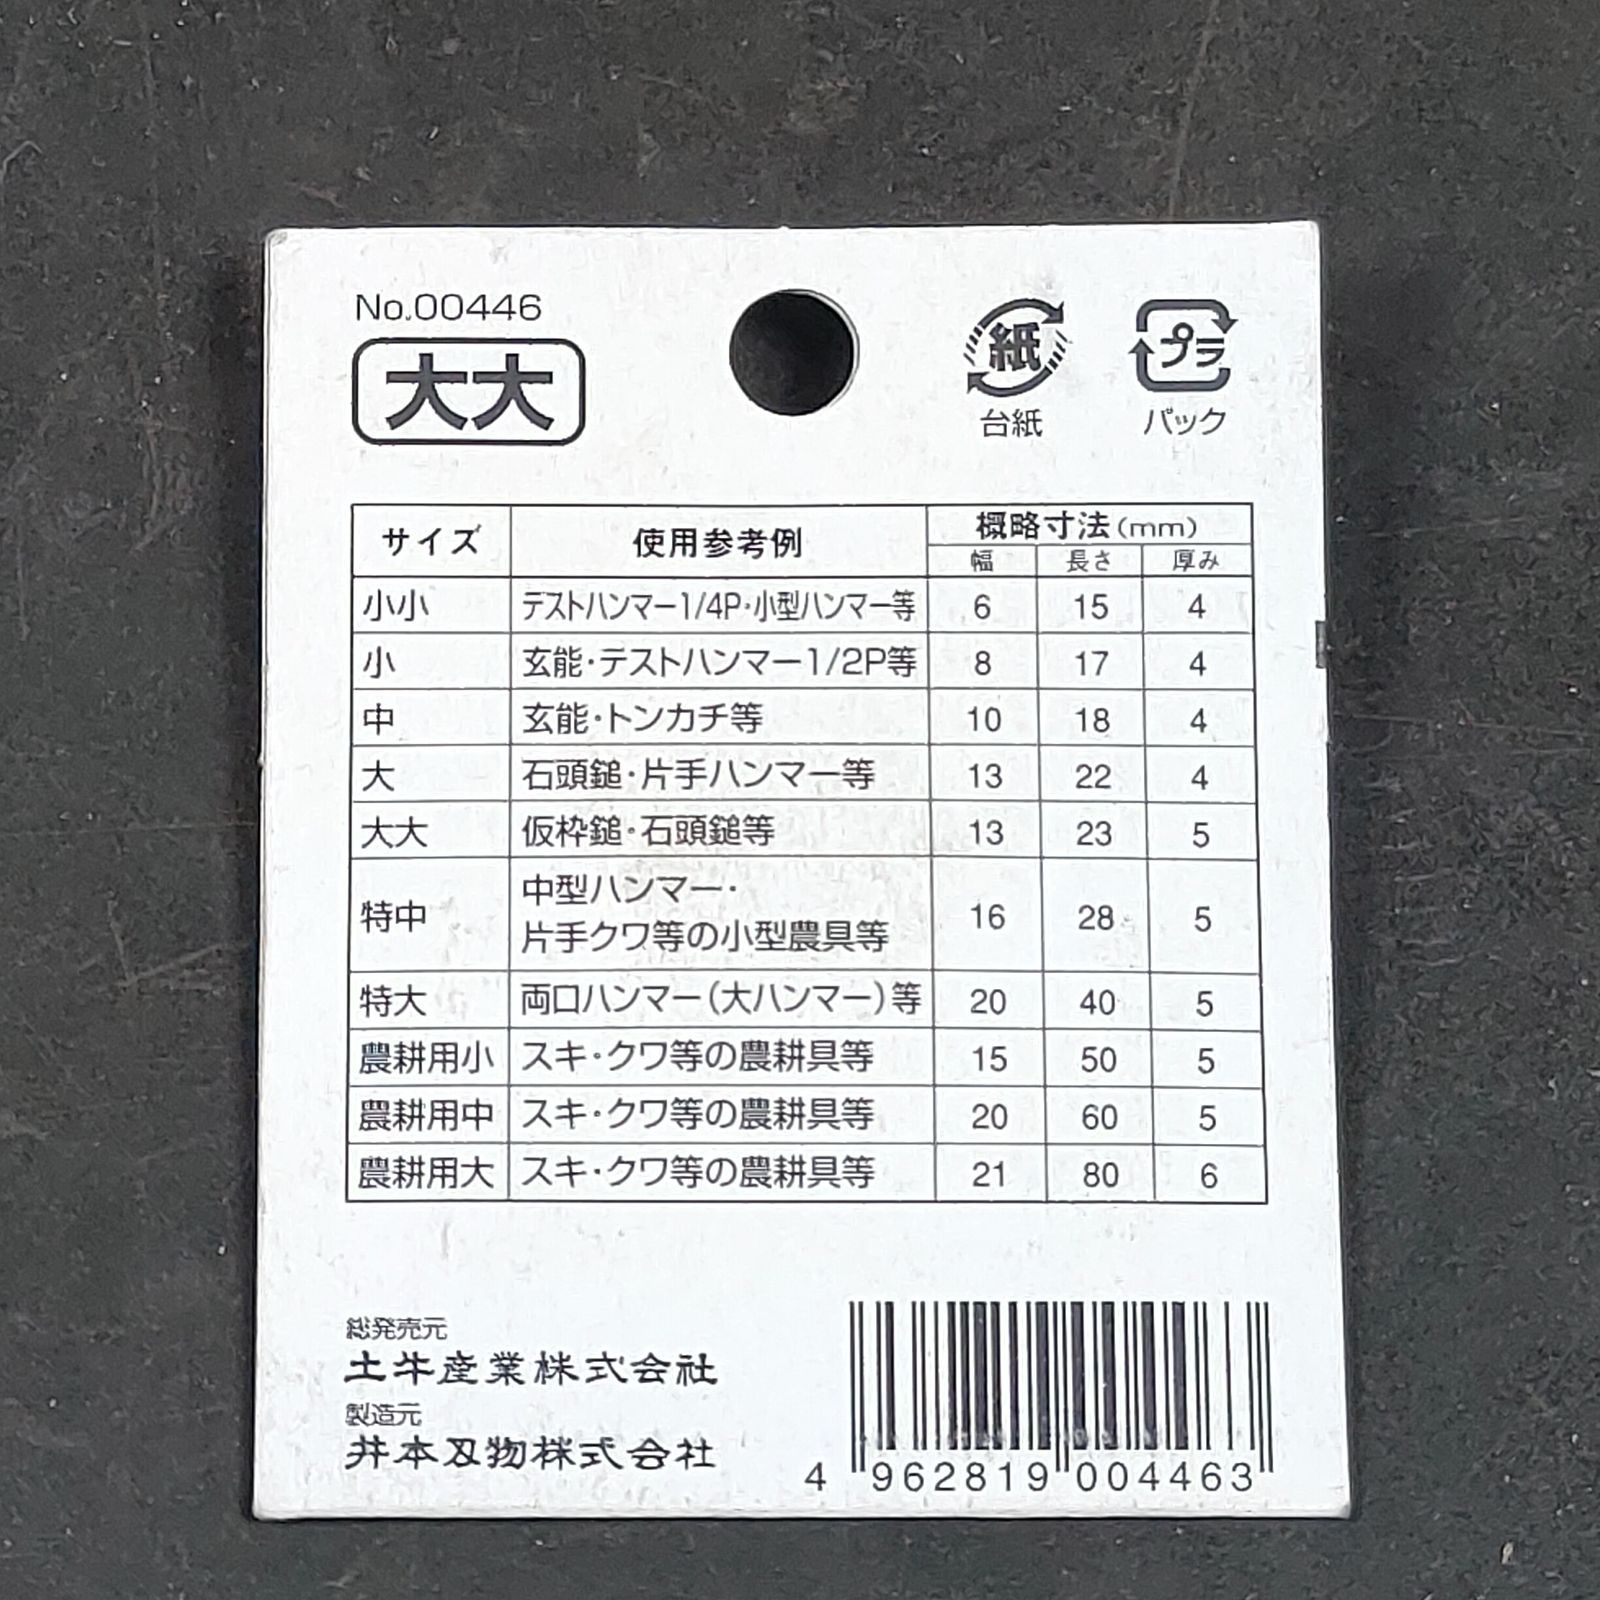 No.00446
大大
紙
台紙
プラ
パック
サイズ 使用参考例 概略寸法(mm)
幅 長さ 厚み
小小 テストハンマー1/4P・小型ハンマー等 6 15 4
小 玄能・テストハンマー1/2P等 8 17 4
中 玄能・トンカチ等 10 18 4
大 石頭鎚・片手ハンマー等 13 22 4
大大 仮枠鎚・石頭鎚等 13 23 5
特中 中型ハンマー・
片手クワ等の小型農具等 16 28 5
特大 両口ハンマー(大ハンマー)等 20 40 5
農耕用小 スキ・クワ等の農耕具等 15 50 5
農耕用中 スキ・クワ等の農耕具等 20 60 5
農耕用大 スキ・クワ等の農耕具等 21 80 6
総発売元
土牛産業株式会社
製造元
井本刃物株式会社
4 962819 004463